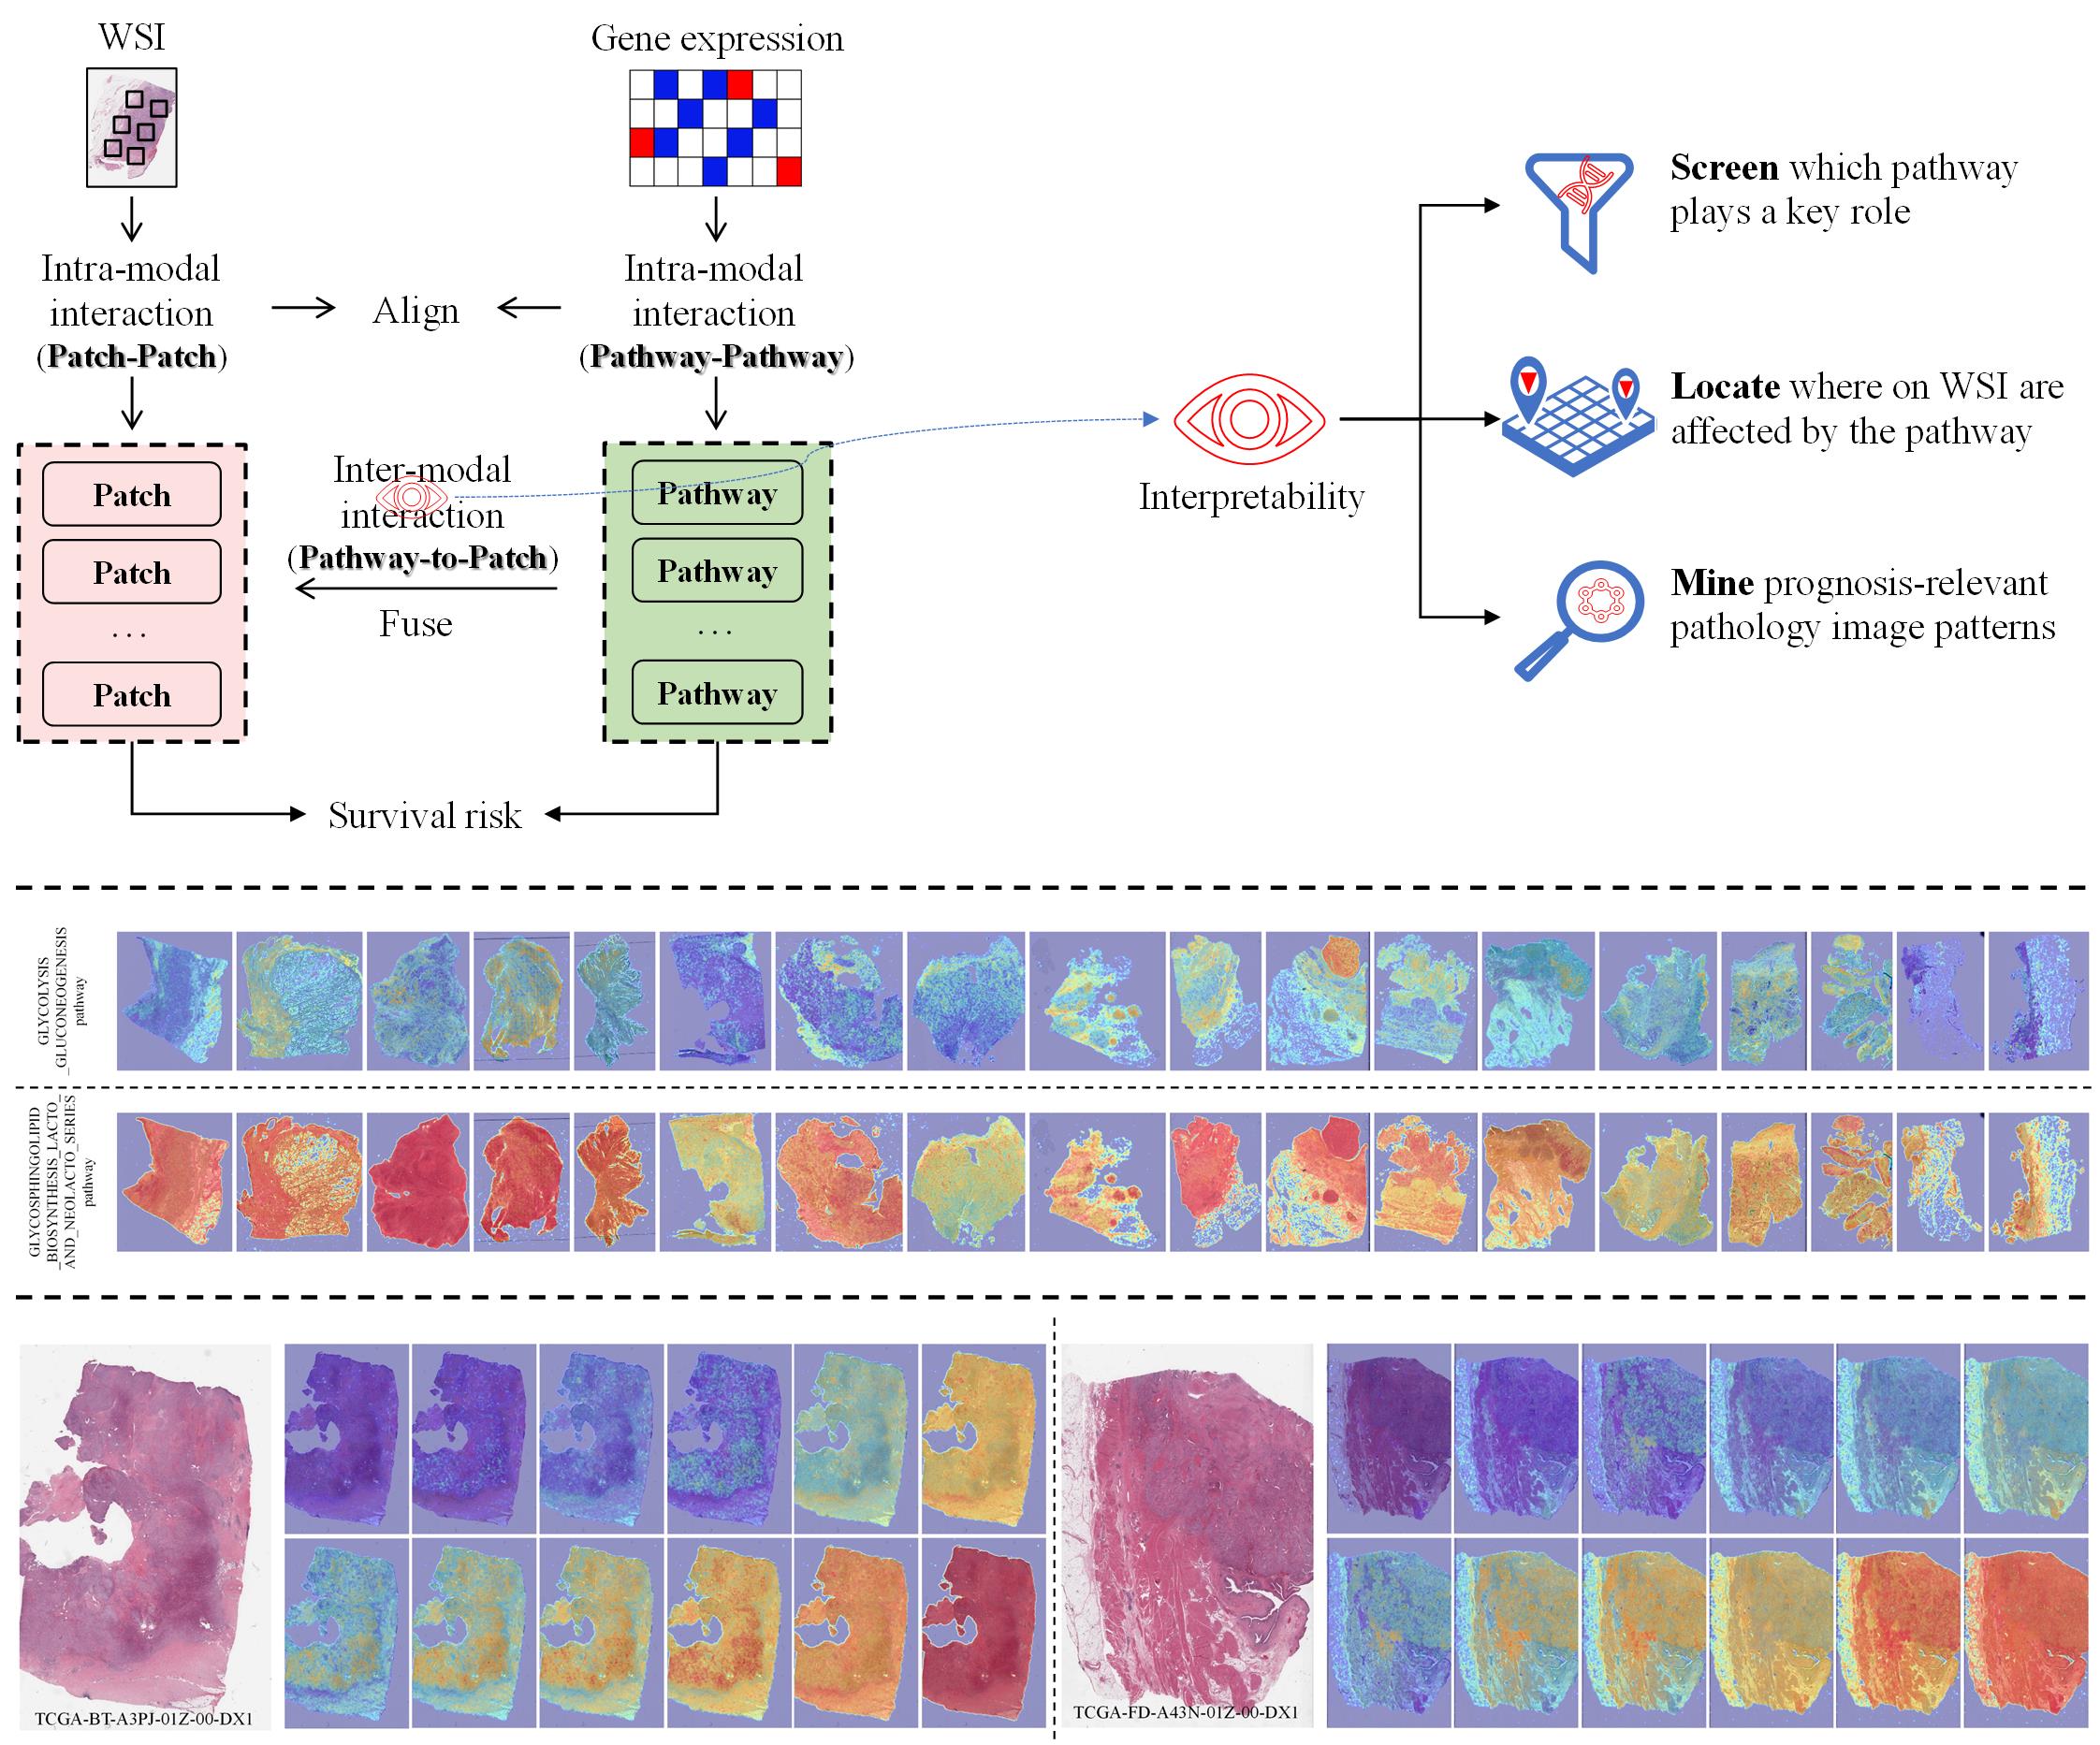 WSI
Gene expression
Intra-modal
interaction
(Patch-Patch)
Align
Intra-modal
interaction
(Pathway-Pathway)
Patch
Patch
...
Patch
Inter-modal
interaction
(Pathway-to-Patch)
Fuse
Pathway
Pathway
...
Pathway
Survival risk
Interpretability
Screen which pathway
plays a key role
Locate where on WSI are
affected by the pathway
Mine prognosis-relevant
pathology image patterns
GLYCOLYSIS
_GLUCONEOGENESIS
pathway
GLYCOSPHINGOLIPID
_BIOSYNTHESIS_LACTO_
AND_NEOLACTO_SERIES
pathway
TCGA-BT-A3PJ-01Z-00-DX1
TCGA-FD-A43N-01Z-00-DX1